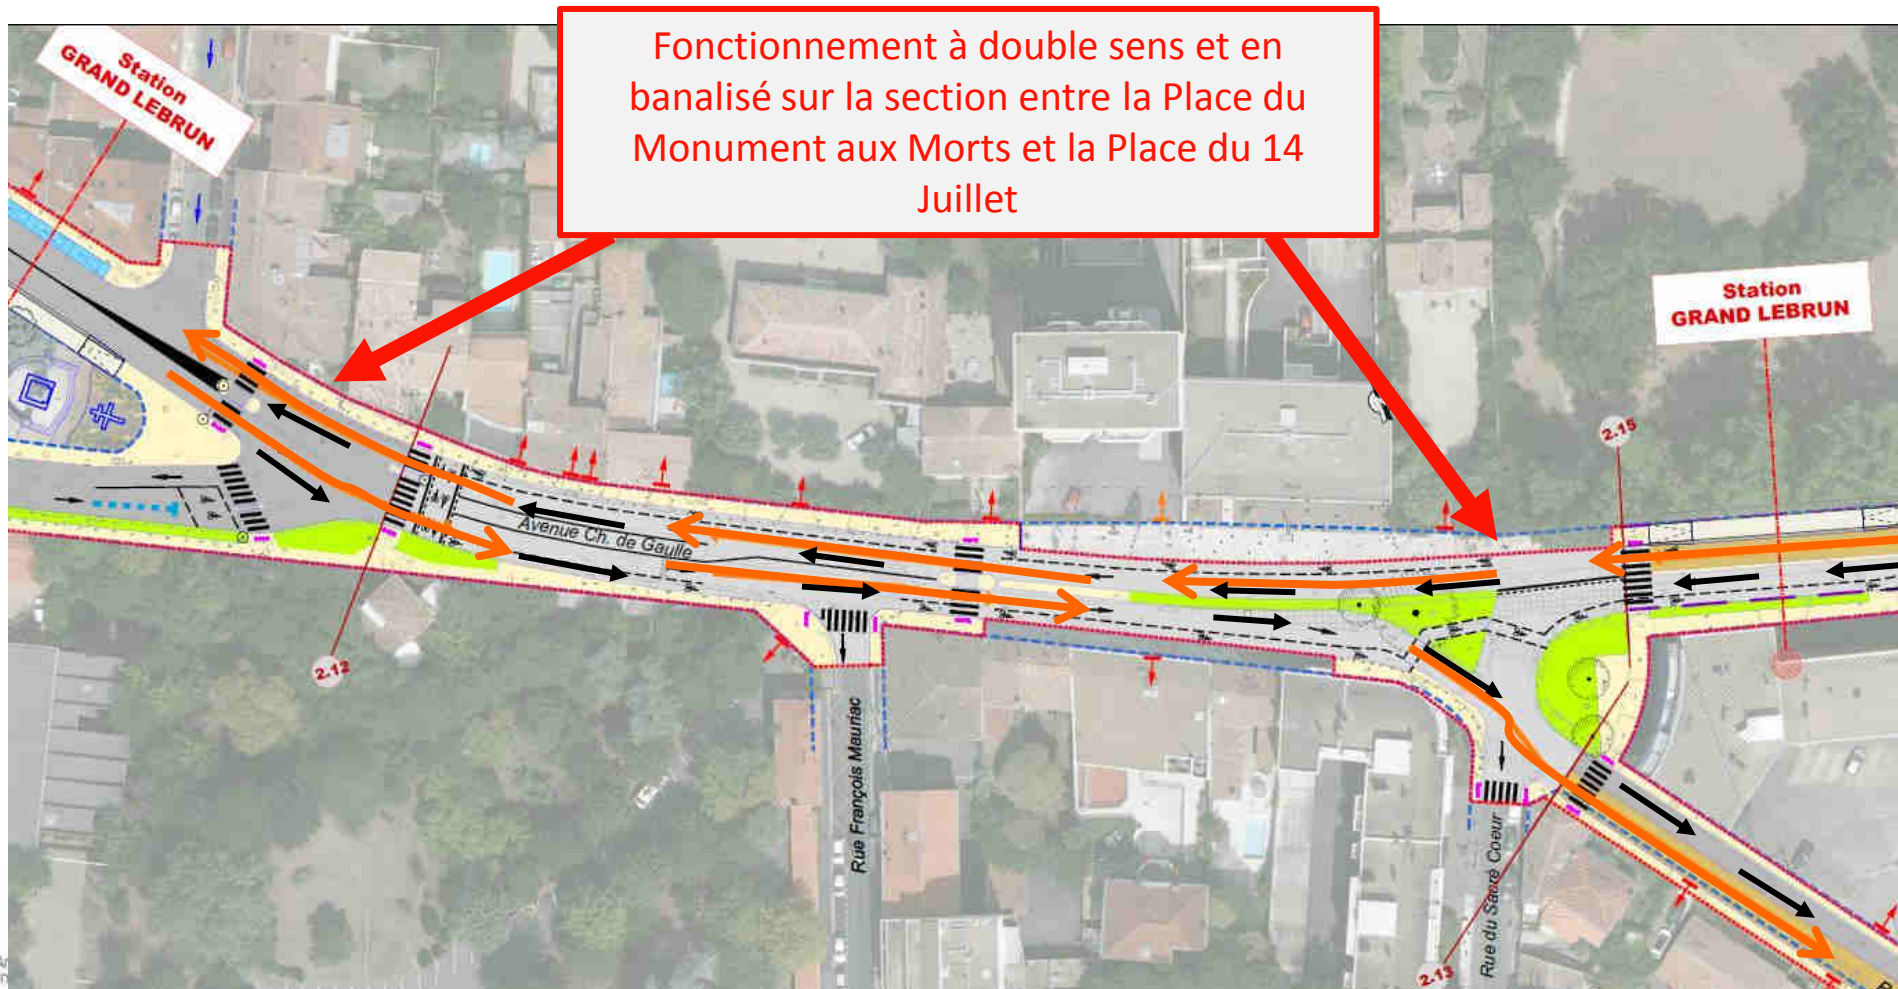 Fonctionnement à double sens et en
banalisé sur la section entre la Place du
Monument aux Morts et la Place du 14
Juillet
Station
GRAND LEBRUN
Station
GRAND LEBRUN
2.15
Avenue Ch. de Gaulle
2.12
Rue François Mauriac
Rue du Sacré Coeur
2.13